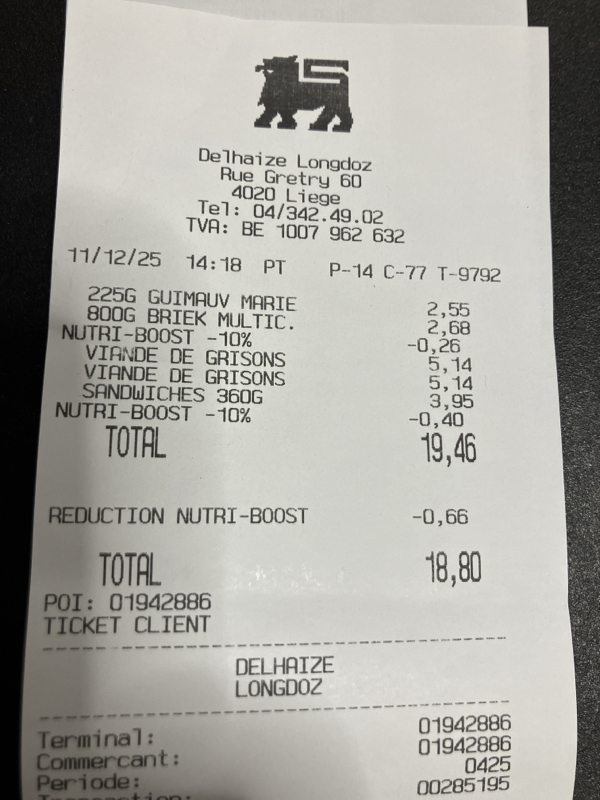 Delhaize Longdoz
Rue Gretry 60
4020 Liege
Tel: 04/342.49.02
TVA: BE 1007 962 632
11/12/25 14:18 PT P-14 C-77 T-9792
225G GUIMAUV MARIE 2,55
800G BRIEK MULTIC. 2,68
NUTRI-BOOST -10% -0,26
VIANDE DE GRISONS 5,14
VIANDE DE GRISONS 5,14
SANDWICHES 360G 3,95
NUTRI-BOOST -10% -0,40
TOTAL 19,46
REDUCTION NUTRI-BOOST -0,66
TOTAL 18,80
POI: 01942886
TICKET CLIENT
DELHAIZE
LONGDOZ
Terminal: 01942886
Commercant: 01942886
Periode: 0425
Transaction: 00285195